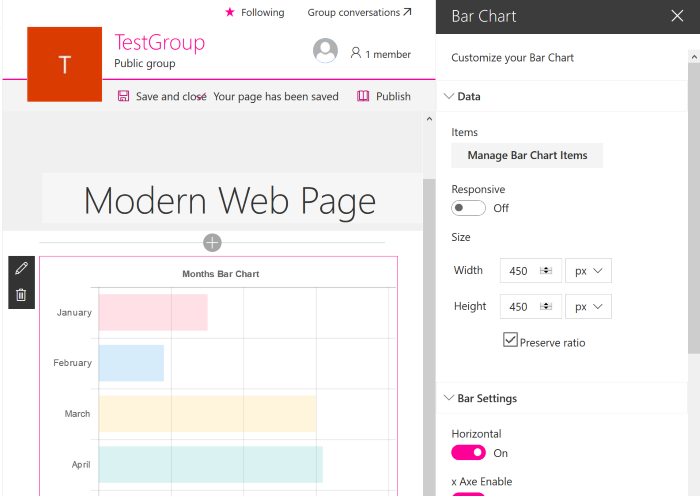 Following
Group conversations
T
TestGroup
Public group
1 member
Save and close
Your page has been saved
Publish
Modern Web Page
Months Bar Chart
January
February
March
April
Bar Chart
Customize your Bar Chart
Data
Items
Manage Bar Chart Items
Responsive
Off
Size
Width 450 px
Height 450 px
Preserve ratio
Bar Settings
Horizontal
On
x Axe Enable